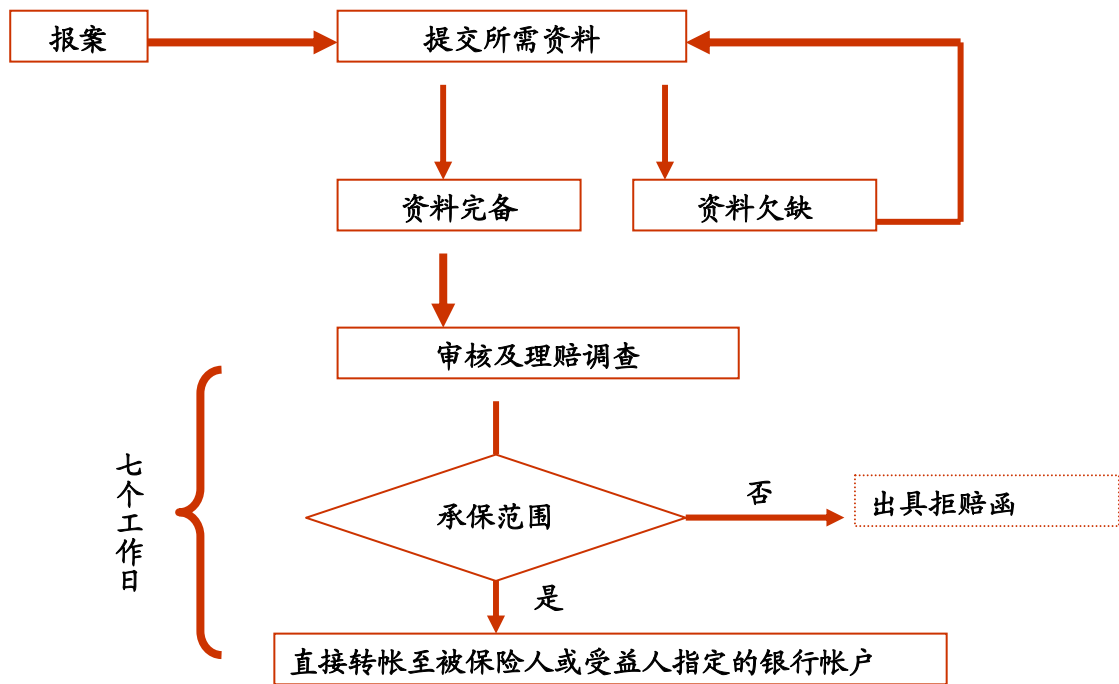 报案
提交所需资料
资料完备
资料欠缺
审核及理赔调查
七个工作日
承保范围
否
出具拒赔函
是
直接转帐至被保险人或受益人指定的银行帐户